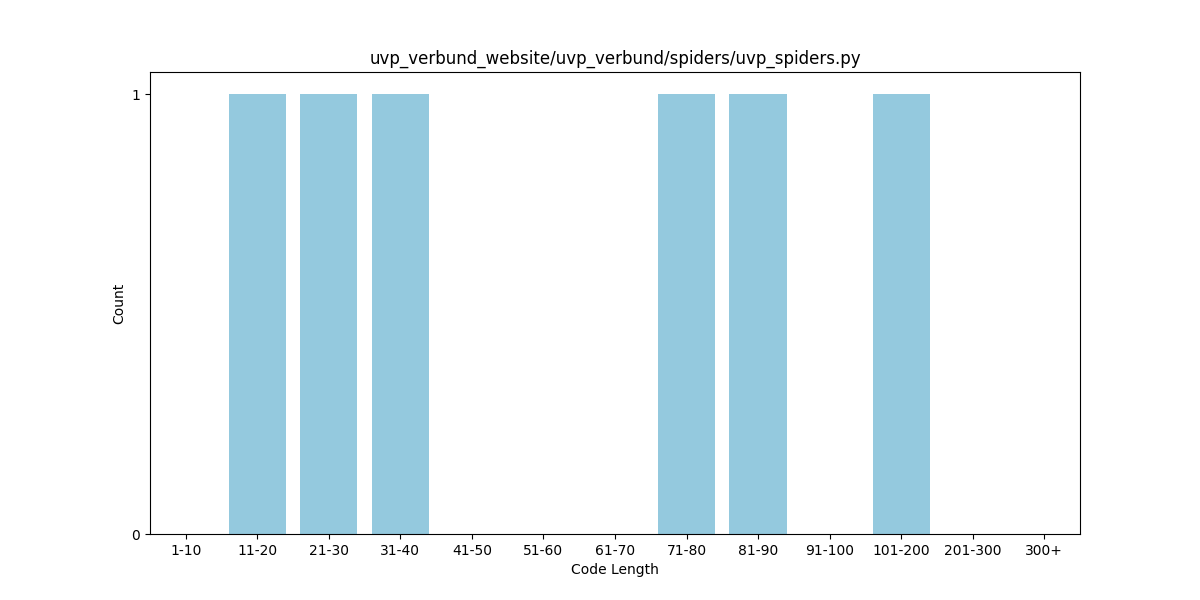 uvp_verbund_website/uvp_verbund/spiders/uvp_spiders.py
1
Count
0
1-10 11-20 21-30 31-40 41-50 51-60 61-70 71-80 81-90 91-100 101-200 201-300 300+
Code Length